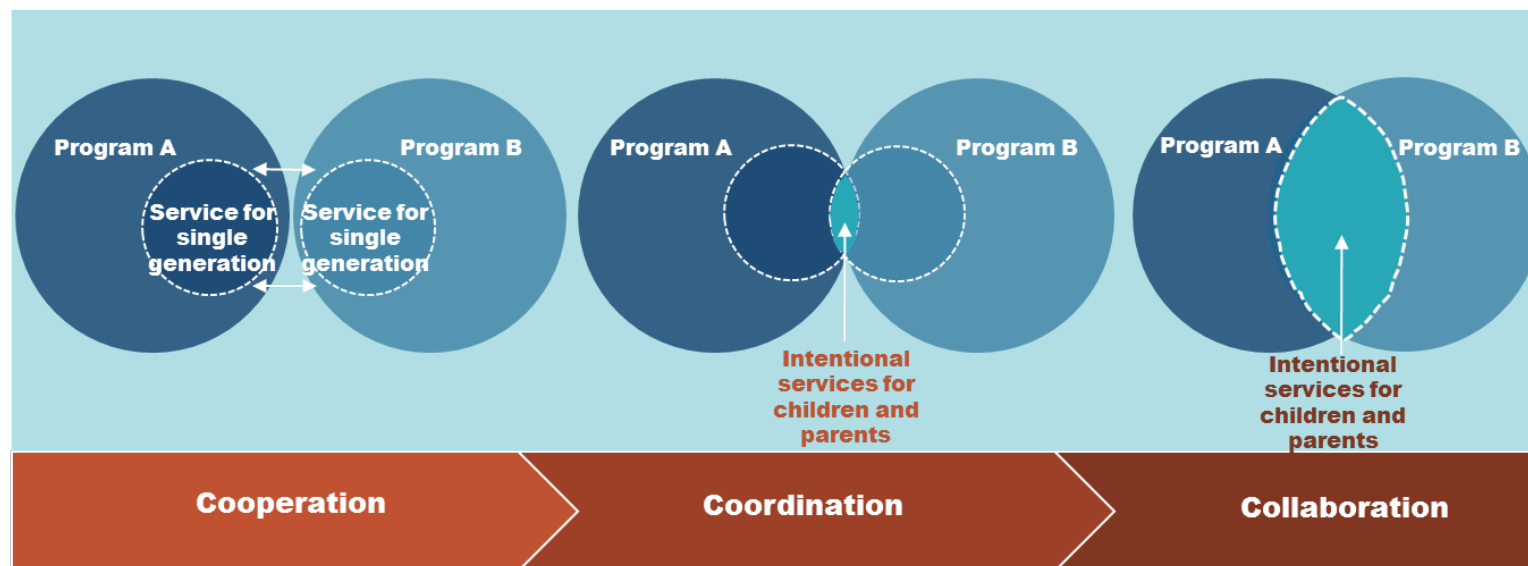 Program A
Program B
Service for
single
generation
Service for
single
generation
Program A
Program B
Intentional
services for
children and
parents
Program A
Program B
Intentional
services for
children and
parents
Cooperation
Coordination
Collaboration